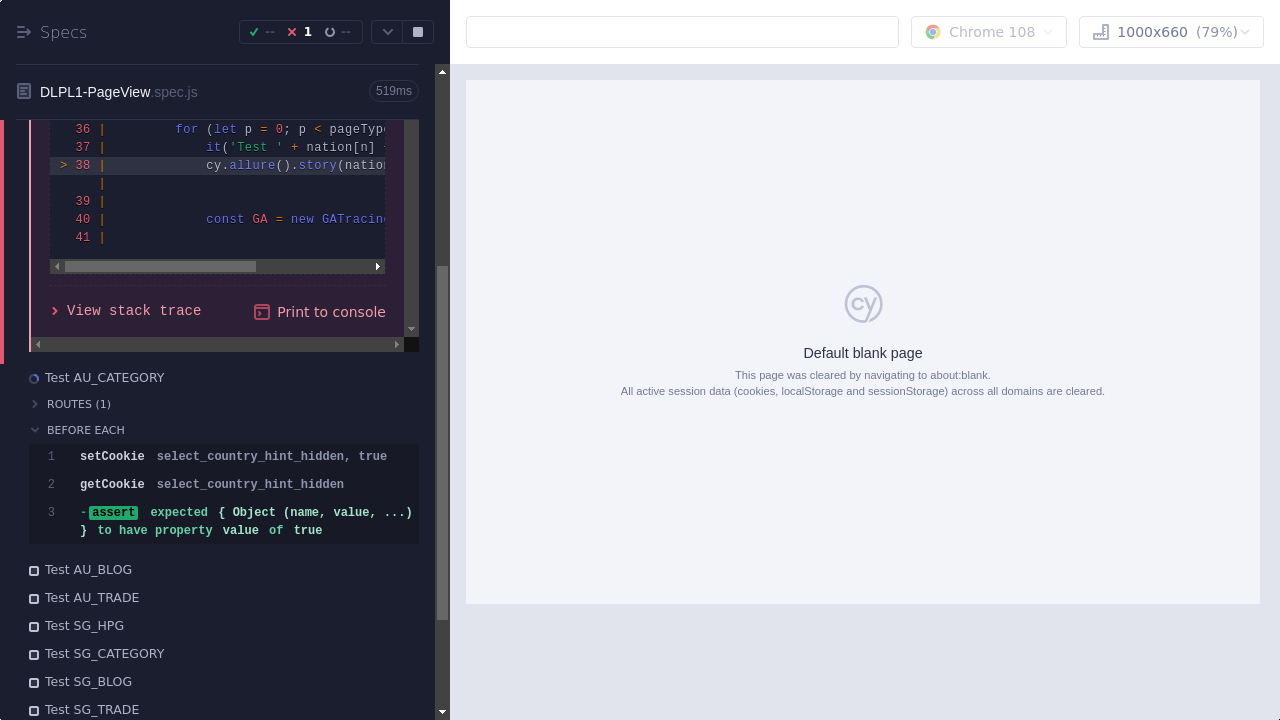 Specs
-- 1 --
Chrome 108
1000x660 (79%)
DLPL1-PageView.spec.js
519ms
36 | for (let p = 0; p < pageType
37 | it('Test ' + nation[n]
> 38 | cy.allure().story(nation
|
39 |
40 | const GA = new GATracing
41 |
View stack trace
Print to console
Test AU_CATEGORY
ROUTES (1)
BEFORE EACH
1 setCookie select_country_hint_hidden, true
2 getCookie select_country_hint_hidden
3 -assert expected { Object (name, value, ...)
} to have property value of true
Test AU_BLOG
Test AU_TRADE
Test SG_HPG
Test SG_CATEGORY
Test SG_BLOG
Test SG_TRADE
cy
Default blank page
This page was cleared by navigating to about:blank.
All active session data (cookies, localStorage and sessionStorage) across all domains are cleared.